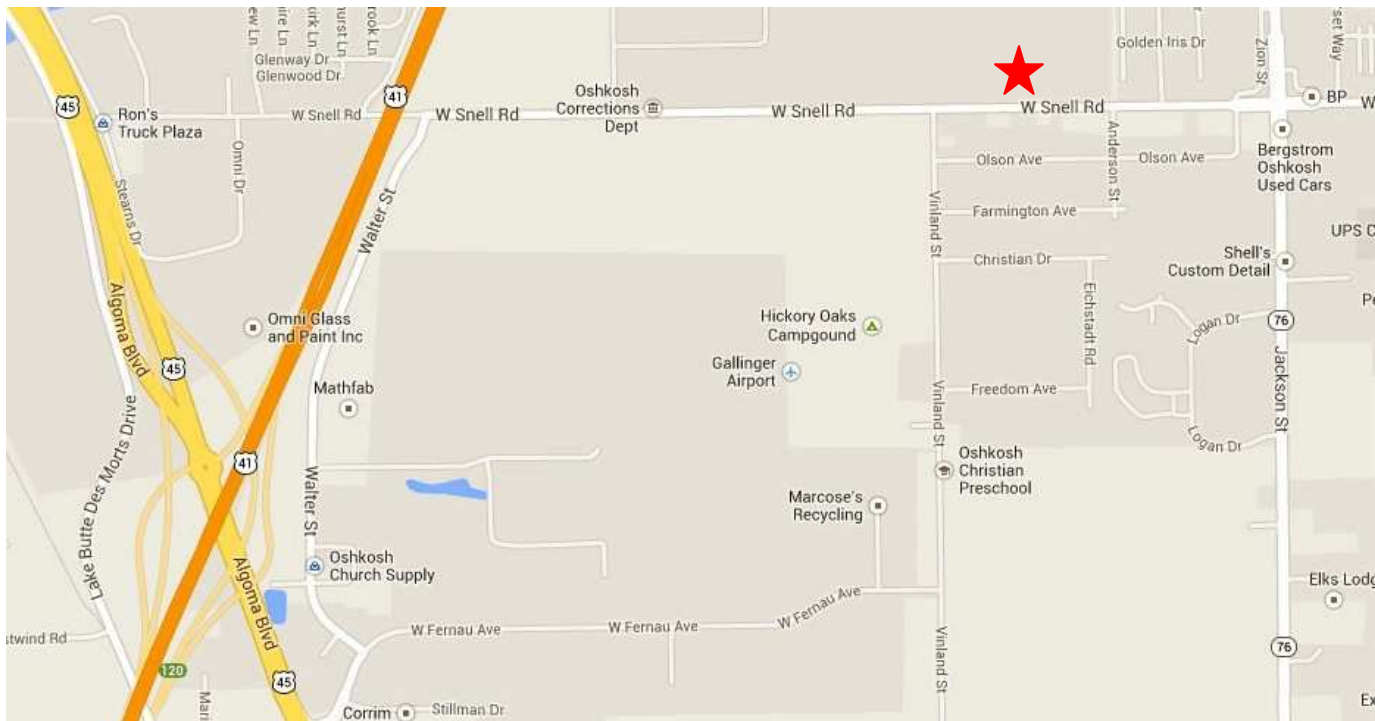 Glenway Dr
Glenwood Dr
Golden Iris Dr
Zion St
45
Ron's
Truck Plaza
W Snell Rd
41
W Snell Rd
Oshkosh
Corrections
Dept
W Snell Rd
W Snell Rd
BP
W
Omni Dr
Stearns Dr
Walter St
Olson Ave
Olson Ave
Anderson St
Bergstrom
Oshkosh
Used Cars
Vinland St
Farmington Ave
UPS C
Christian Dr
Shell's
Custom Detail
Algoma Blvd
Omni Glass
and Paint Inc
Hickory Oaks
Campgound
Eichstadt Rd
Logan Dr
76
45
Gallinger
Airport
Mathfab
Freedom Ave
Jackson St
Vinland St
Logan Dr
Lake Butte Des Morts Drive
41
Walter St
Oshkosh
Christian
Preschool
Marcose's
Recycling
Algoma Blvd
Oshkosh
Church Supply
Elks Lodg
stwind Rd
W Fernau Ave
W Fernau Ave
W Fernau Ave
Vinland St
76
120
45
Corrim
Stillman Dr